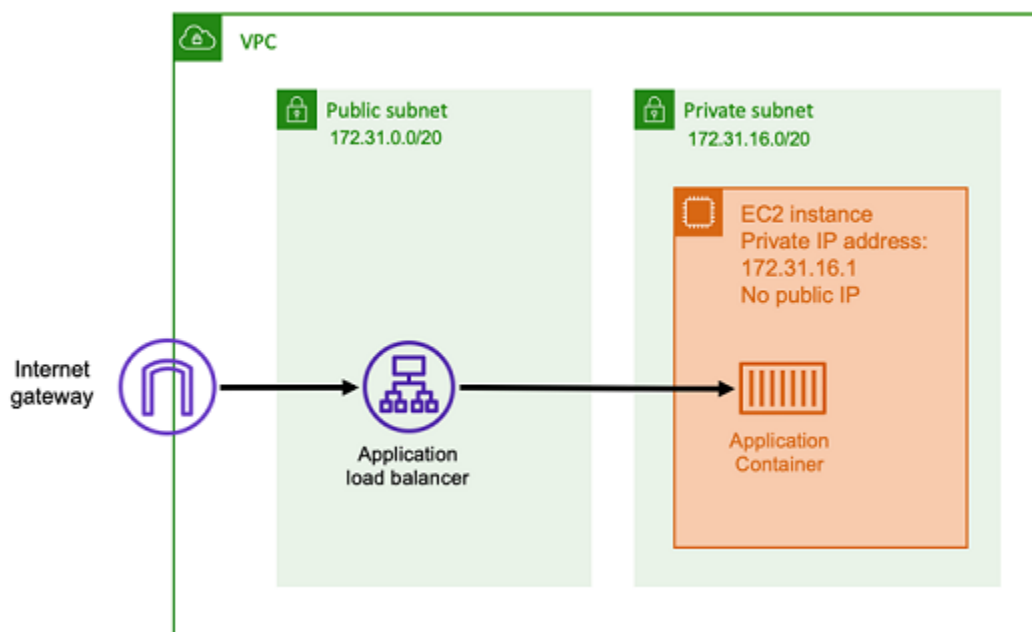 VPC
Public subnet
172.31.0.0/20
Private subnet
172.31.16.0/20
EC2 instance
Private IP address:
172.31.16.1
No public IP
Internet
gateway
Application
load balancer
Application
Container